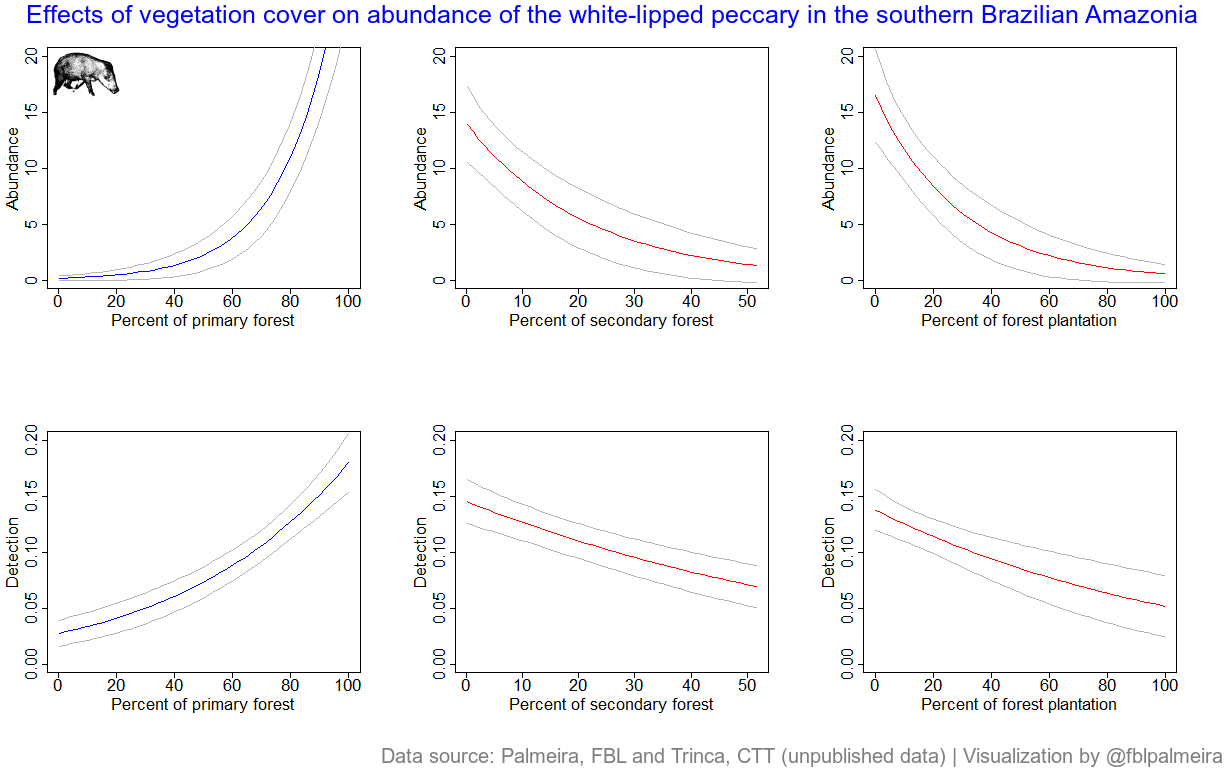 Effects of vegetation cover on abundance of the white-lipped peccary in the southern Brazilian Amazonia
Abundance
0 5 10 15 20
0 20 40 60 80 100
Percent of primary forest
Abundance
0 5 10 15 20
0 10 20 30 40 50
Percent of secondary forest
Abundance
0 5 10 15 20
0 20 40 60 80 100
Percent of forest plantation
Detection
0.00 0.05 0.10 0.15 0.20
0 20 40 60 80 100
Percent of primary forest
Detection
0.00 0.05 0.10 0.15 0.20
0 10 20 30 40 50
Percent of secondary forest
Detection
0.00 0.05 0.10 0.15 0.20
0 20 40 60 80 100
Percent of forest plantation
Data source: Palmeira, FBL and Trinca, CTT (unpublished data) | Visualization by @fblpalmeira